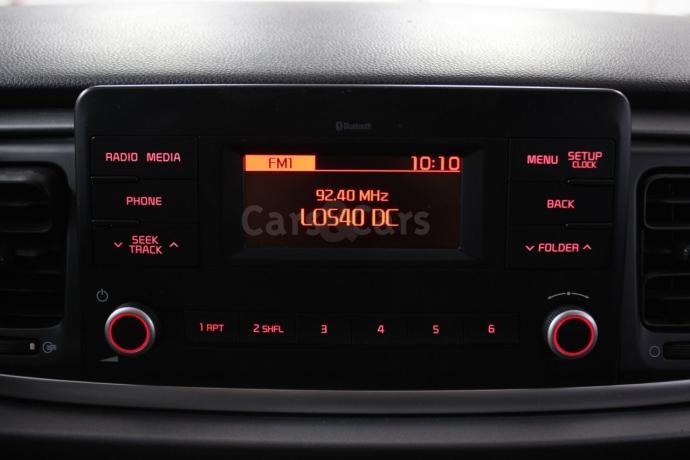 Bluetooth
RADIO MEDIA
FM1 10:10
MENU SETUP
CLOCK
PHONE
92.40 MHz
BACK
LOS40 DC
Cars&Cars
SEEK
TRACK
FOLDER
1 RPT 2 SHFL 3 4 5 6